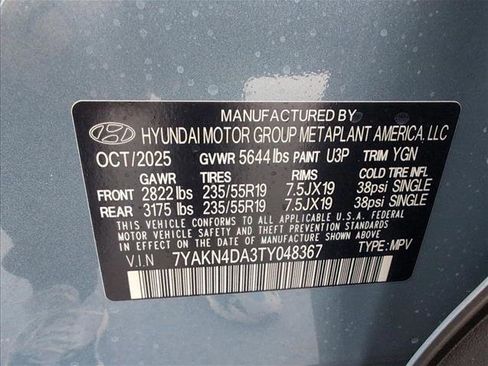 MANUFACTURED BY
HYUNDAI MOTOR GROUP METAPLANT AMERICA, LLC
OCT/2025 GVWR 5644 lbs PAINT U3P TRIM YGN
GAWR TIRES RIMS COLD TIRE INFL
FRONT 2822 lbs 235/55R19 7.5JX19 38psi SINGLE
REAR 3175 lbs 235/55R19 7.5JX19 38psi SINGLE
THIS VEHICLE CONFORMS TO ALL APPLICABLE U.S.A. FEDERAL
MOTOR VEHICLE SAFETY AND THEFT PREVENTION STANDARDS
IN EFFECT ON THE DATE OF MANUFACTURE SHOWN ABOVE.
V.I.N 7YAKN4DA3TY048367 TYPE: MPV